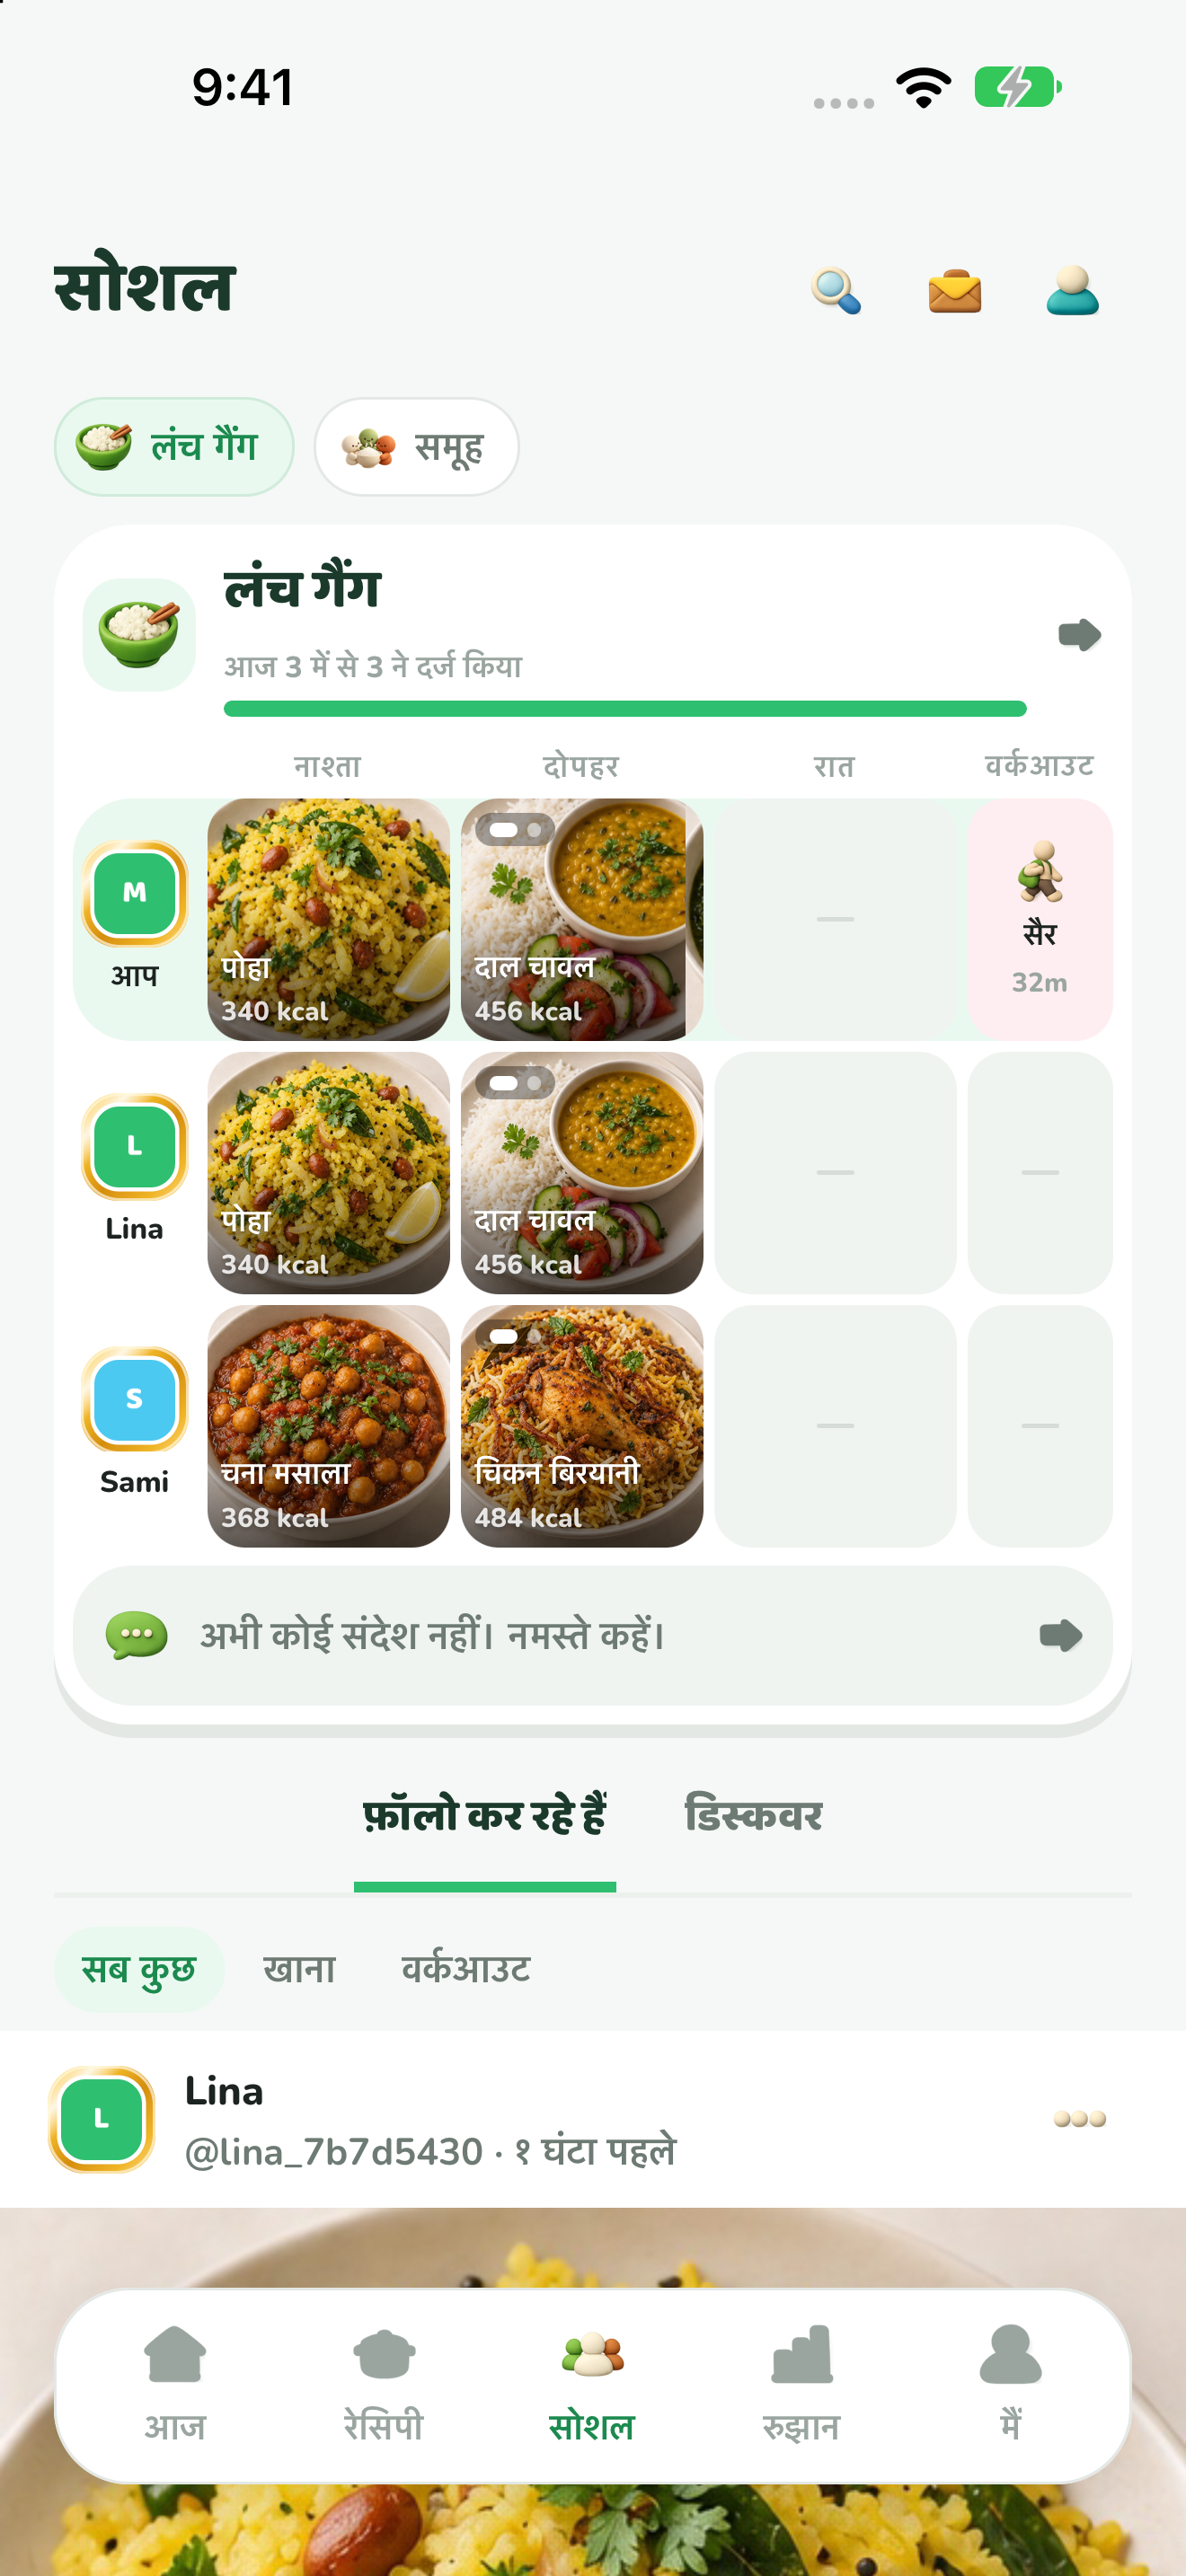 9:41
सोशल
लंच गैंग
समूह
लंच गैंग
आज 3 में से 3 ने दर्ज किया
नाश्ता
दोपहर
रात
वर्कआउट
M
आप
पोहा
340 kcal
दाल चावल
456 kcal
सैर
32m
L
Lina
पोहा
340 kcal
दाल चावल
456 kcal
S
Sami
चना मसाला
368 kcal
चिकन बिरयानी
484 kcal
अभी कोई संदेश नहीं। नमस्ते कहें।
फ़ॉलो कर रहे हैं
डिस्कवर
सब कुछ
खाना
वर्कआउट
L
Lina
@lina_7b7d5430 · १ घंटा पहले
आज
रेसिपी
सोशल
रुझान
मैं